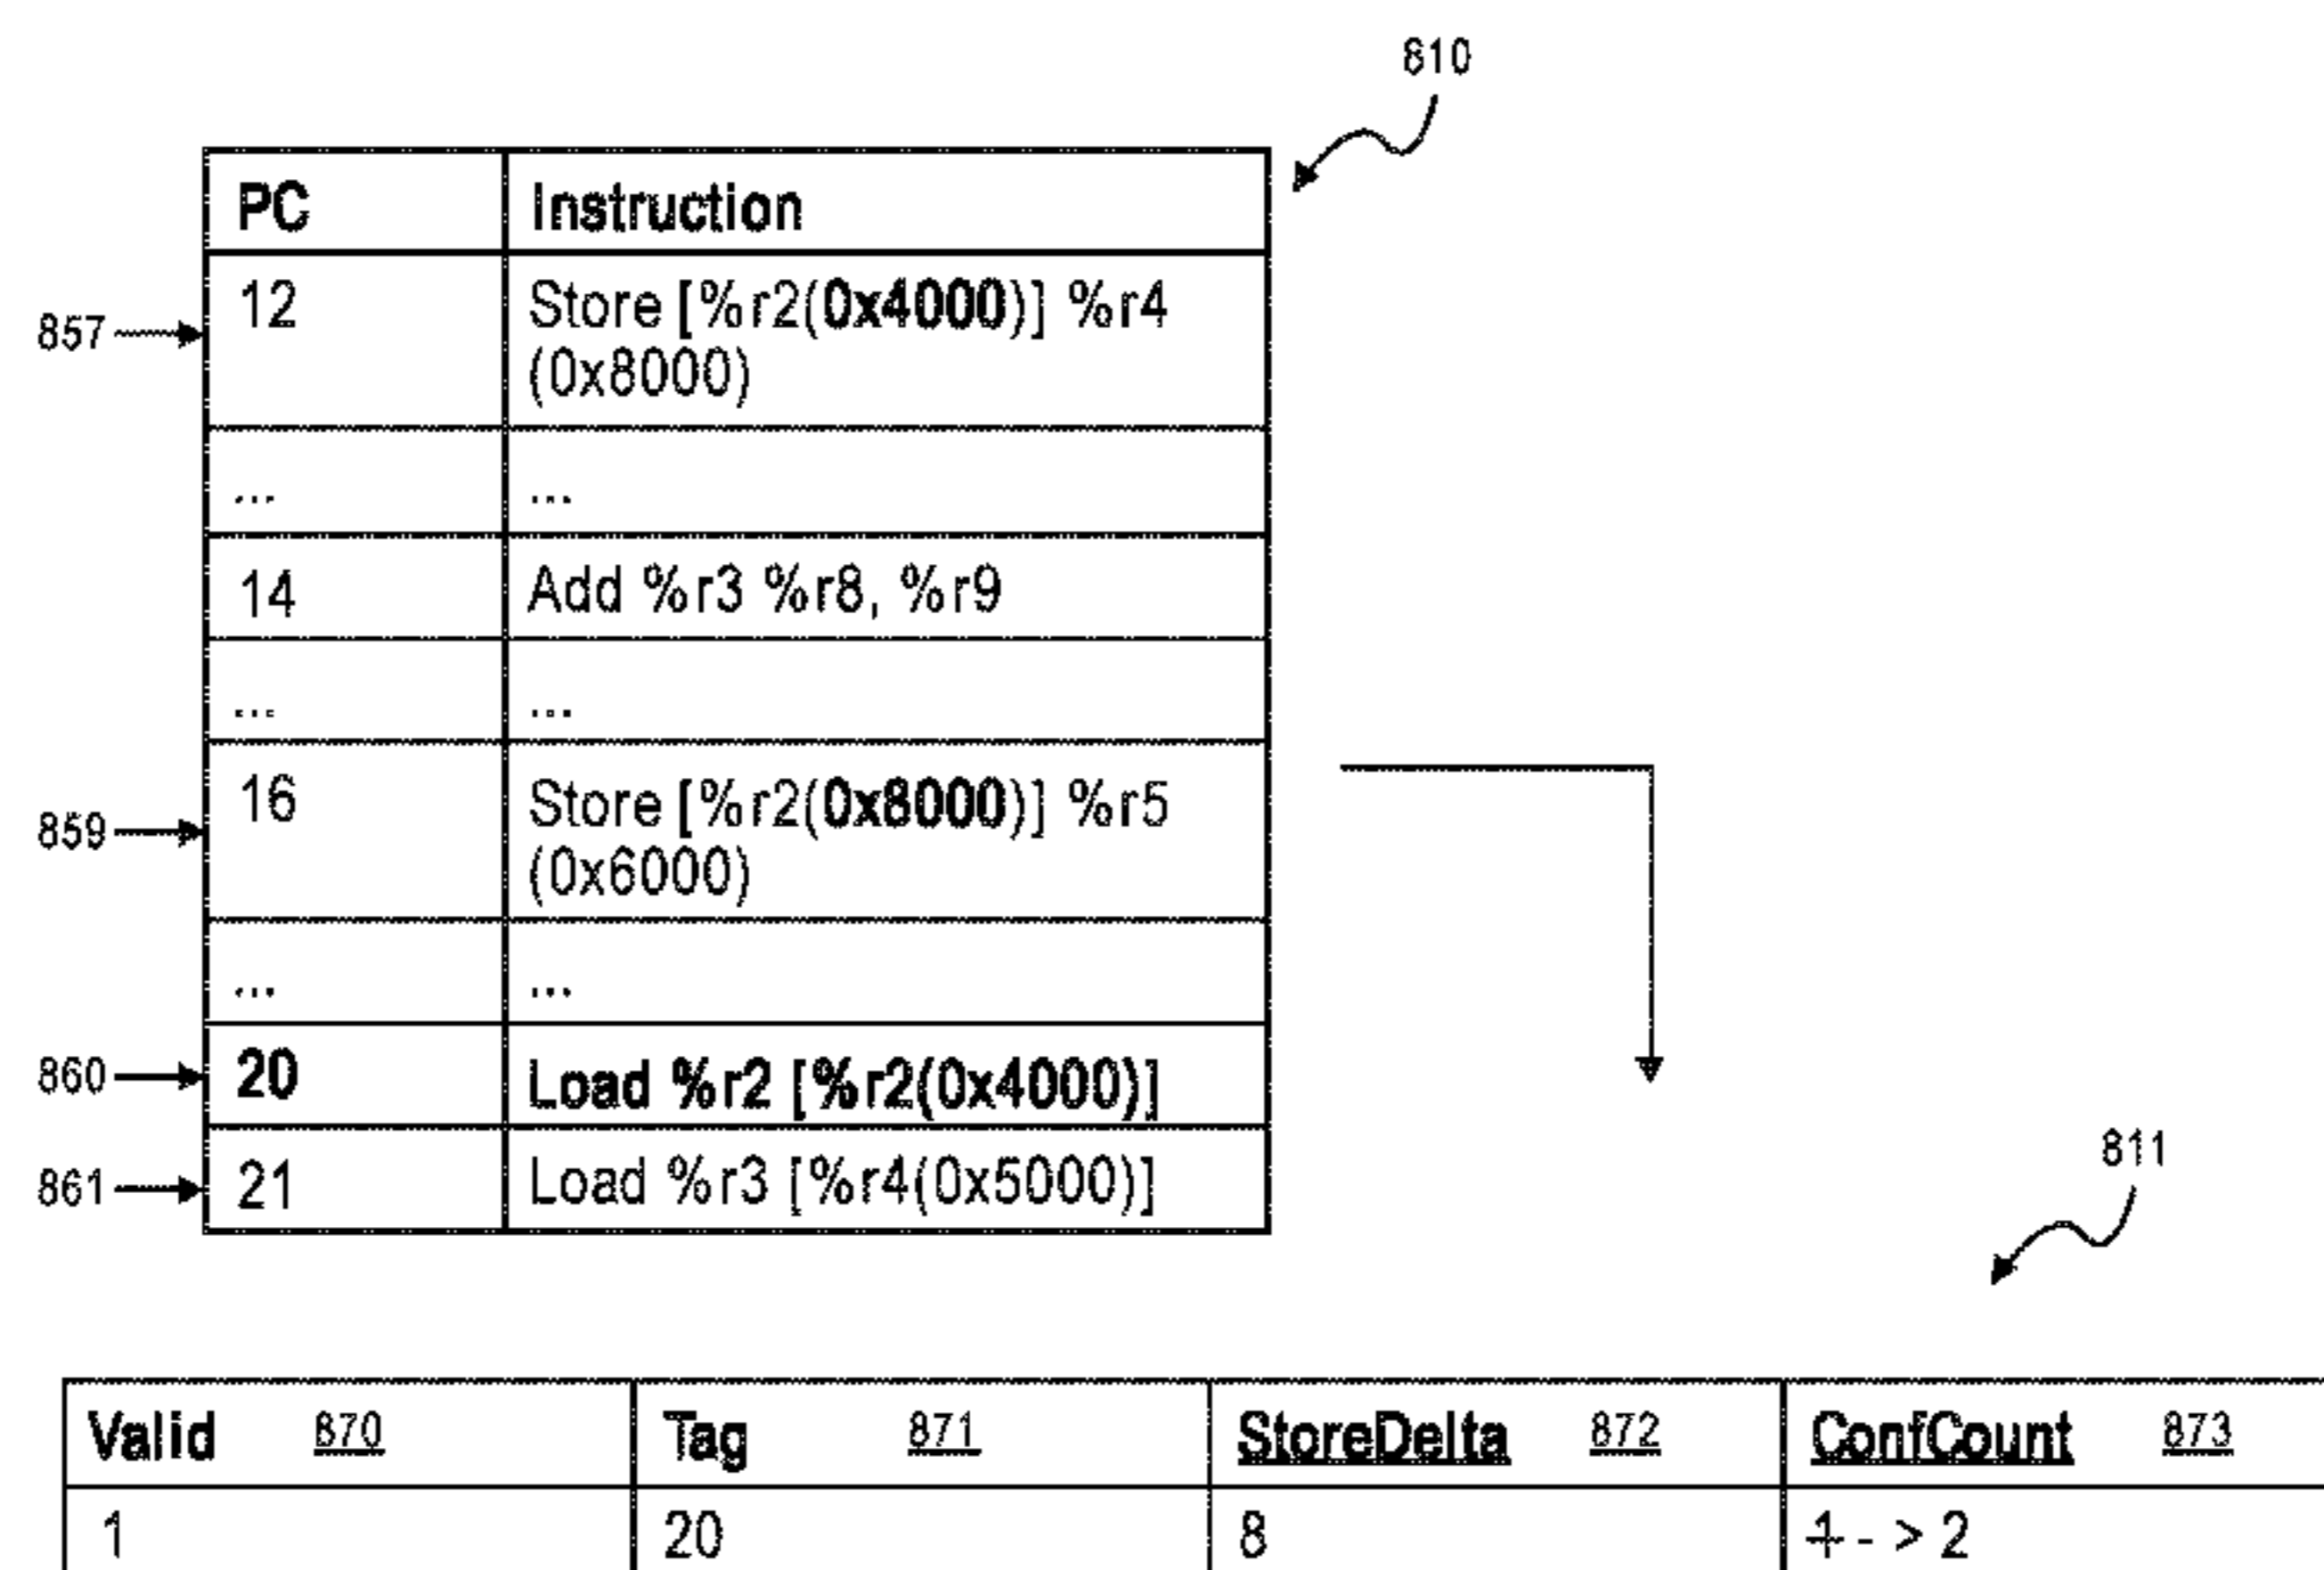 810
PC Instruction
857 12 Store [%r2(0x4000)] %r4
(0x8000)
... ...
14 Add %r3 %r8, %r9
... ...
859 16 Store [%r2(0x8000)] %r5
(0x6000)
... ...
860 20 Load %r2 [%r2(0x4000)]
861 21 Load %r3 [%r4(0x5000)]
811
Valid 870 Tag 871 StoreDelta 872 ConfCount 873
1 20 8 1 - > 2